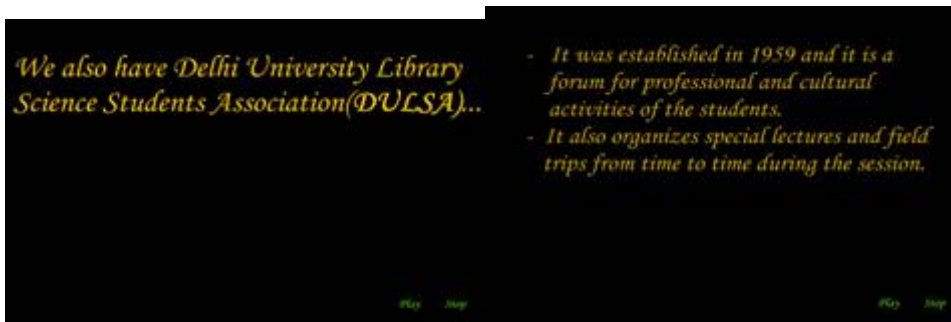 We also have Delhi University Library
Science Students Association(DULSA)...
Play Stop
- It was established in 1959 and it is a
forum for professional and cultural
activities of the students.
- It also organizes special lectures and field
trips from time to time during the session.
Play Stop